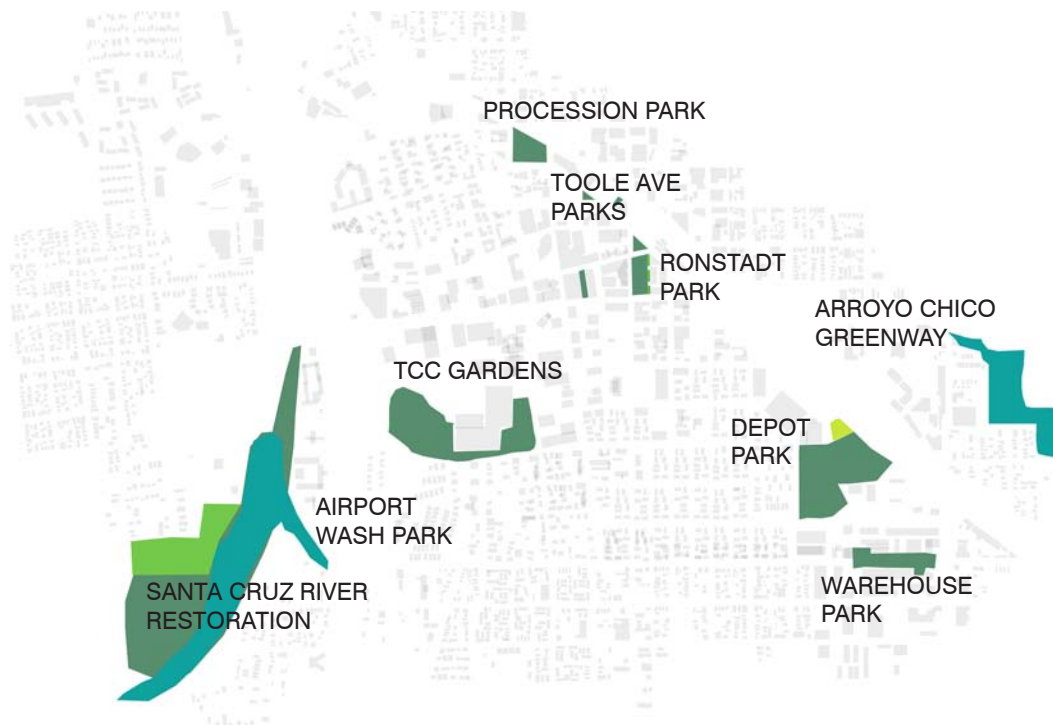 PROCESSION PARK
TOOLE AVE
PARKS
RONSTADT
PARK
ARROYO CHICO
GREENWAY
TCC GARDENS
DEPOT
PARK
AIRPORT
WASH PARK
SANTA CRUZ RIVER
RESTORATION
WAREHOUSE
PARK